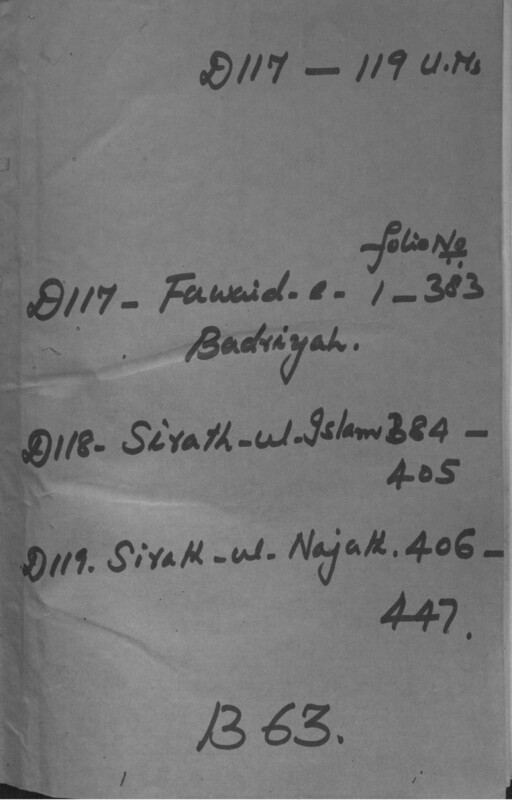 D117 — 119 U.Ms
folio No
D117 - Fawaid - e - 1 - 383
Badriyah.
D118 - Sirath - ul - Islam 384 -
405
D119. Sirath - ul - Najath. 406 -
447.
B 63.